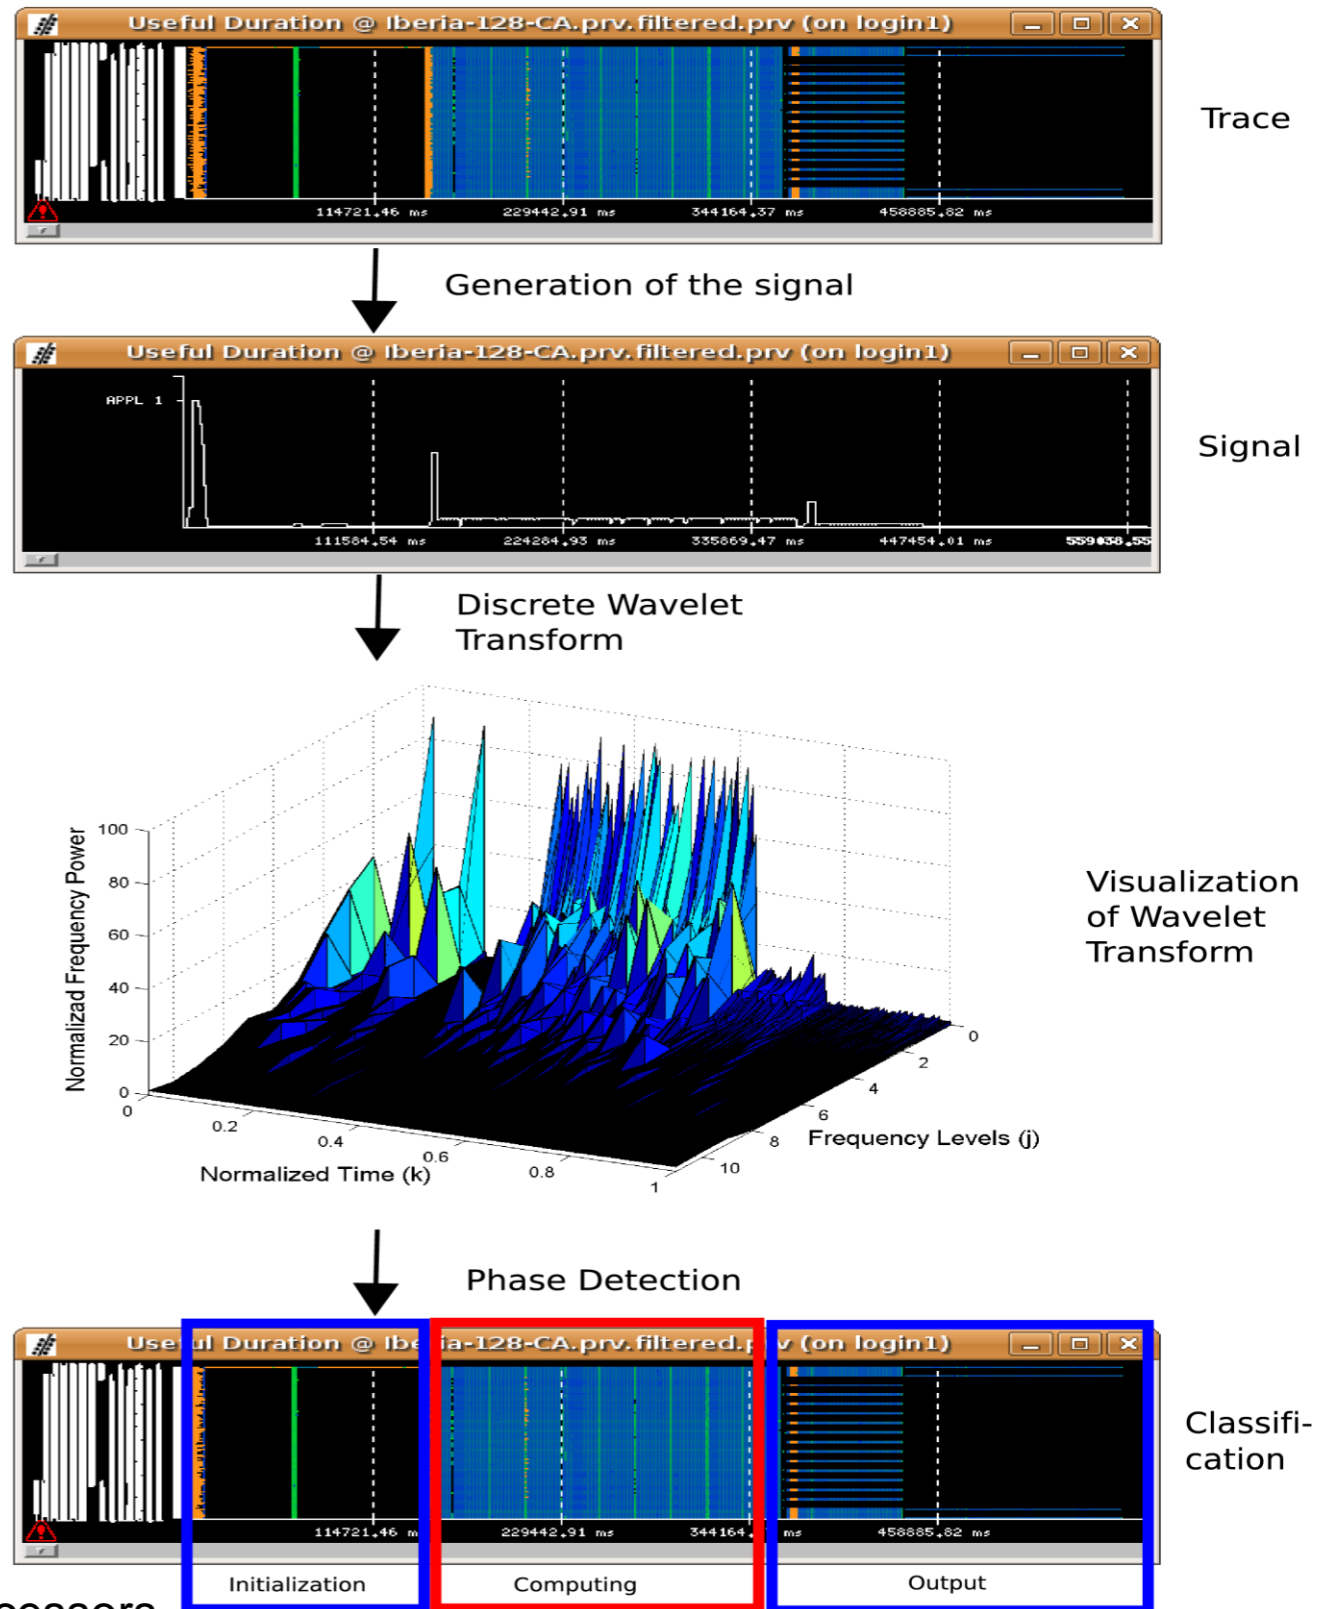 Useful Duration @ Iberia-128-CA.prv.filtered.prv (on login1)
Trace
114721.46 ms
229442.91 ms
344164.37 ms
458885.82 ms
Generation of the signal
Useful Duration @ Iberia-128-CA.prv.filtered.prv (on login1)
APPL 1
Signal
111584.54 ms
224284.93 ms
335869.47 ms
447454.01 ms
Discrete Wavelet
Transform
100
80
60
40
20
0
Normalizad Frequency Power
0
0.2
0.4
0.6
0.8
1
Normalized Time (k)
0
2
4
6
8
10
Frequency Levels (j)
Visualization
of Wavelet
Transform
Phase Detection
Useful Duration @ Iberia-128-CA.prv.filtered.prv (on login1)
Classifi-
cation
114721.46 m
229442.91 ms
344164.
ms
458885.82 ms
Initialization
Computing
Output